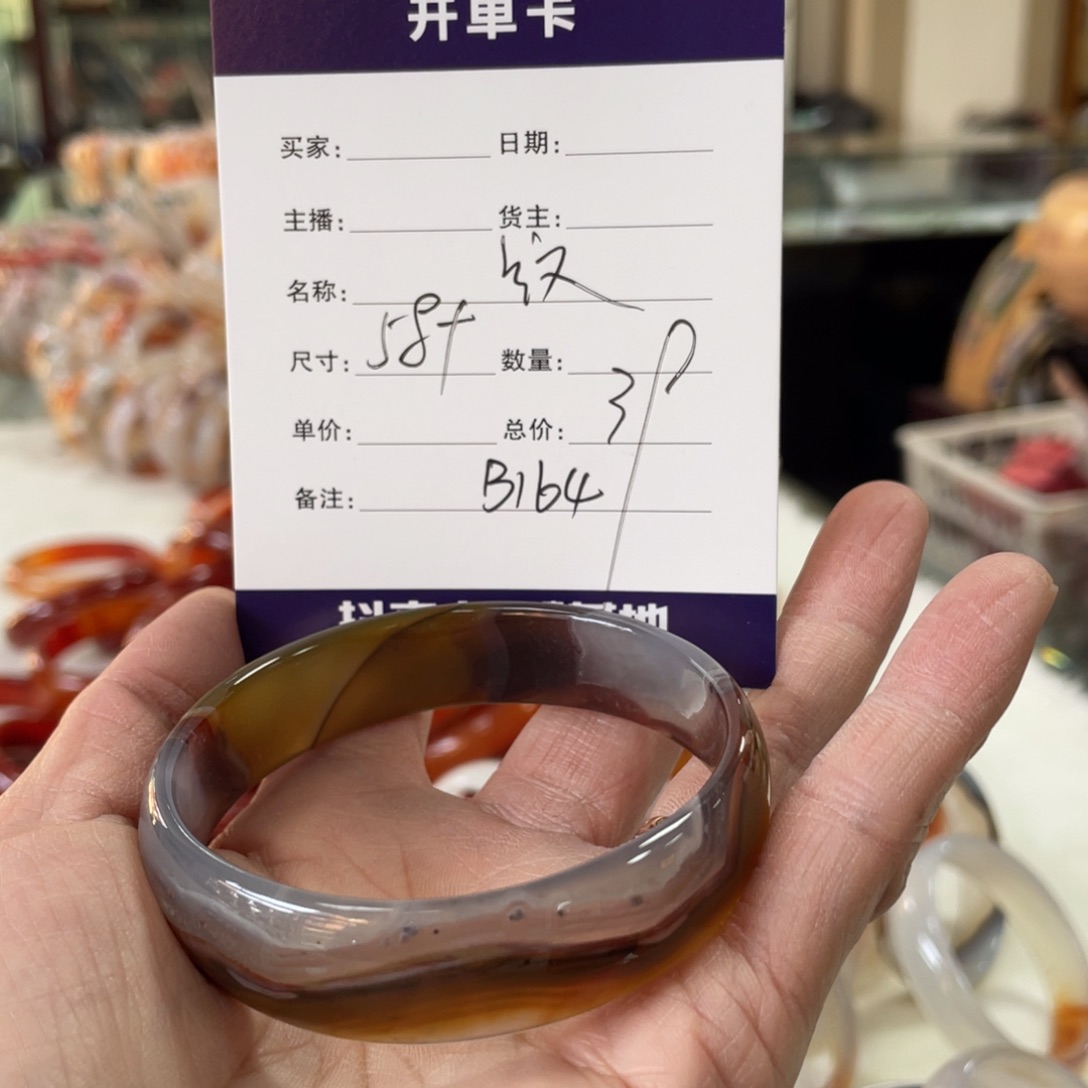 开单卡
买家: 日期:
主播: 货主:
名称: 纹
尺寸: 58+ 数量:
单价: 总价: 3
备注: B164